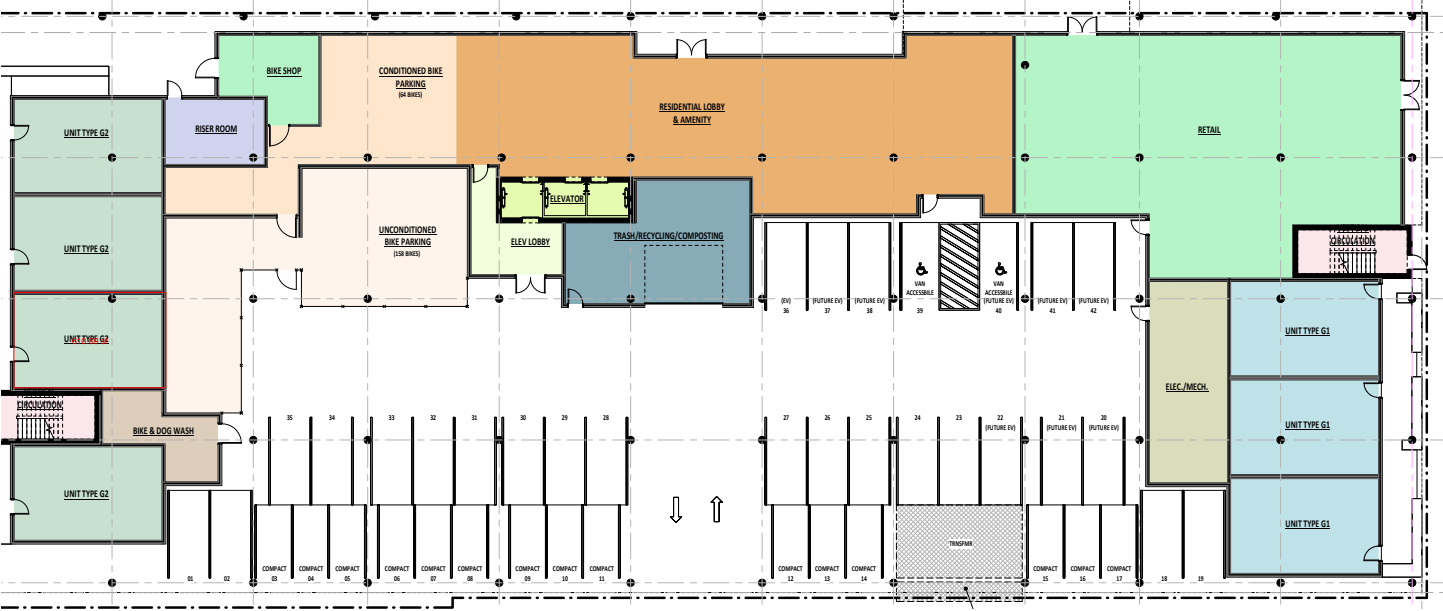 BIKE SHOP
CONDITIONED BIKE
PARKING
(64 BIKES)
RESIDENTIAL LOBBY
& AMENITY
RETAIL
UNIT TYPE G2
RISER ROOM
UNIT TYPE G2
UNCONDITIONED
BIKE PARKING
(158 BIKES)
ELEVATOR
ELEV LOBBY
TRASH/RECYCLING/COMPOSTING
CIRCULATION
VAN
ACCESSBILE
39
VAN
ACCESSBILE
(FUTURE EV)
40
(EV)
36
(FUTURE EV)
37
(FUTURE EV)
38
(FUTURE EV)
41
(FUTURE EV)
42
UNIT TYPE G2
UNIT TYPE G1
ELEC./MECH.
CIRCULATION
BIKE & DOG WASH
35
34
33
32
31
30
29
28
27
26
25
24
23
22
(FUTURE EV)
21
(FUTURE EV)
20
(FUTURE EV)
UNIT TYPE G1
UNIT TYPE G2
UNIT TYPE G1
TRNSFMR
01
02
COMPACT
03
COMPACT
04
COMPACT
05
COMPACT
06
COMPACT
07
COMPACT
08
COMPACT
09
COMPACT
10
COMPACT
11
COMPACT
12
COMPACT
13
COMPACT
14
COMPACT
15
COMPACT
16
COMPACT
17
18
19